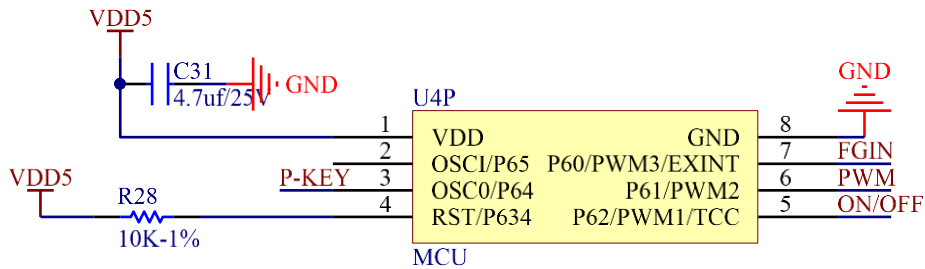 VDD5
C31
4.7uf/25V
GND
GND
U4P
1 VDD GND 8
2 OSCI/P65 P60/PWM3/EXINT 7 FGIN
P-KEY 3 OSC0/P64 P61/PWM2 6 PWM
VDD5
R28
4 RST/P634 P62/PWM1/TCC 5 ON/OFF
10K-1%
MCU